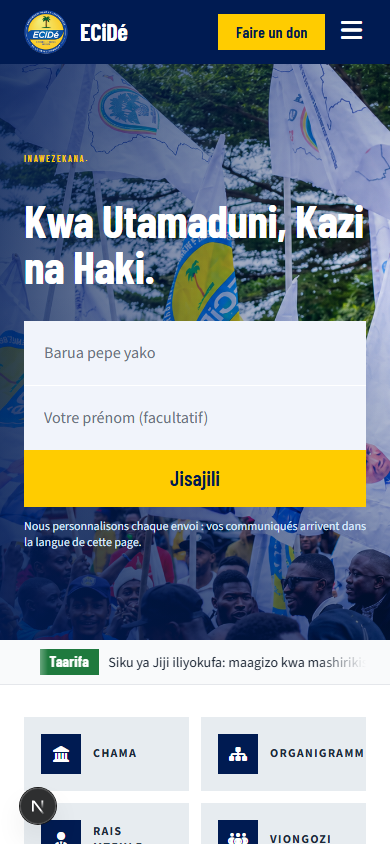 ECiDé
ECiDé
Faire un don
INAWEZEKANA.
Kwa Utamaduni, Kazi
na Haki.
Barua pepe yako
Votre prénom (facultatif)
Jisajili
Nous personnalisons chaque envoi : vos communiqués arrivent dans
la langue de cette page.
Taarifa
Siku ya Jiji iliyokufa: maagizo kwa mashiriki
CHAMA
ORGANIGRAMM
RAIS
VIONGOZI
N